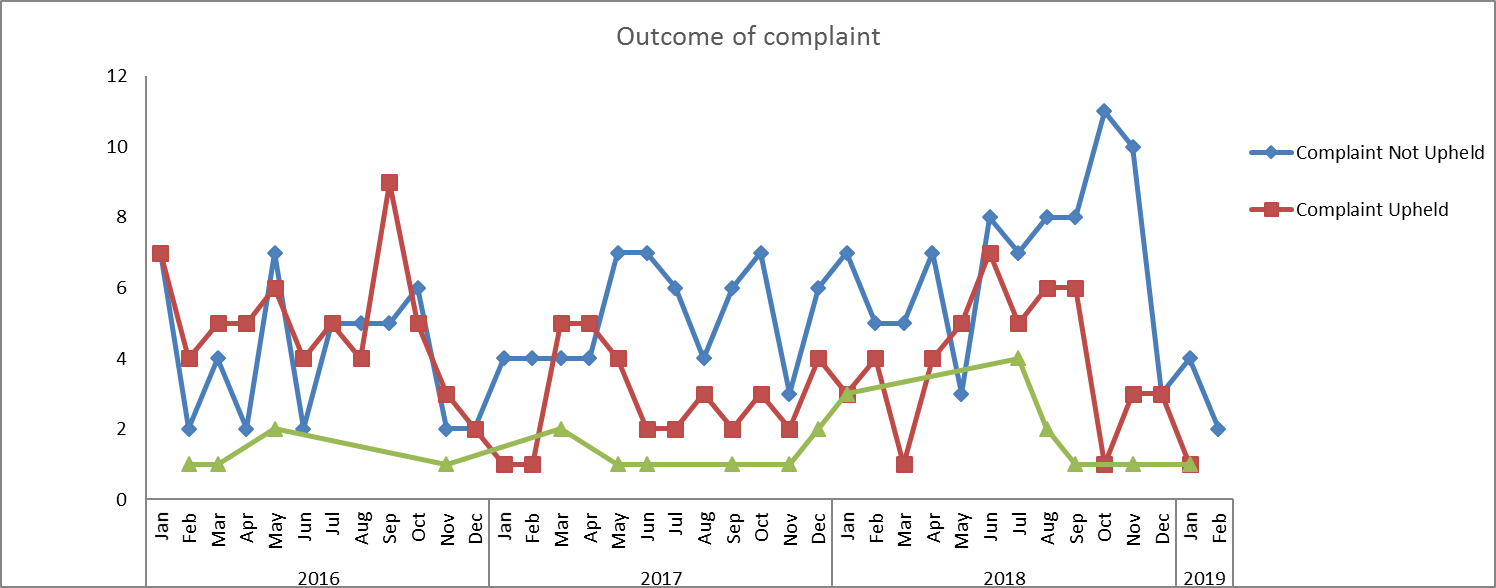 Outcome of complaint
12
10
8
6
4
2
0
Complaint Not Upheld
Complaint Upheld
Jan Feb Mar Apr May Jun Jul Aug Sep Oct Nov Dec Jan Feb Mar Apr May Jun Jul Aug Sep Oct Nov Dec Jan Feb Mar Apr May Jun Jul Aug Sep Oct Nov Dec Jan Feb
2016 2017 2018 2019